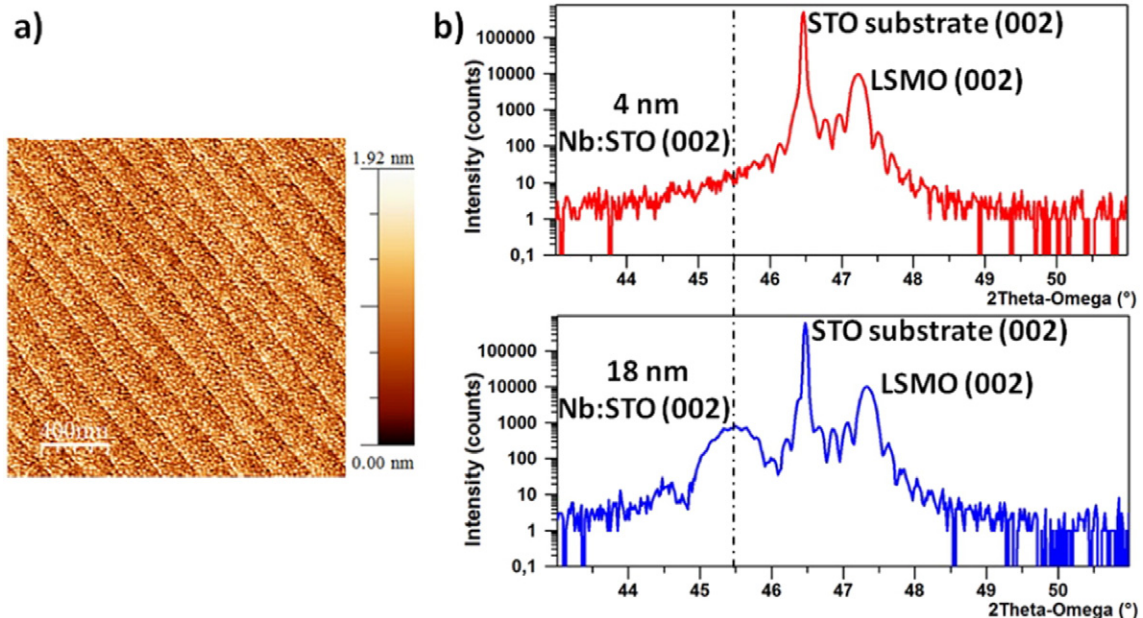 a)
1.92 nm
400nm
0.00 nm
b)
STO substrate (002)
LSMO (002)
4 nm
Nb:STO (002)
Intensity (counts)
100000
10000
1000
100
10
1
0,1
44 45 46 47 48 49 50
2Theta-Omega (°)
STO substrate (002)
LSMO (002)
18 nm
Nb:STO (002)
Intensity (counts)
100000
10000
1000
100
10
1
0,1
44 45 46 47 48 49 50
2Theta-Omega (°)